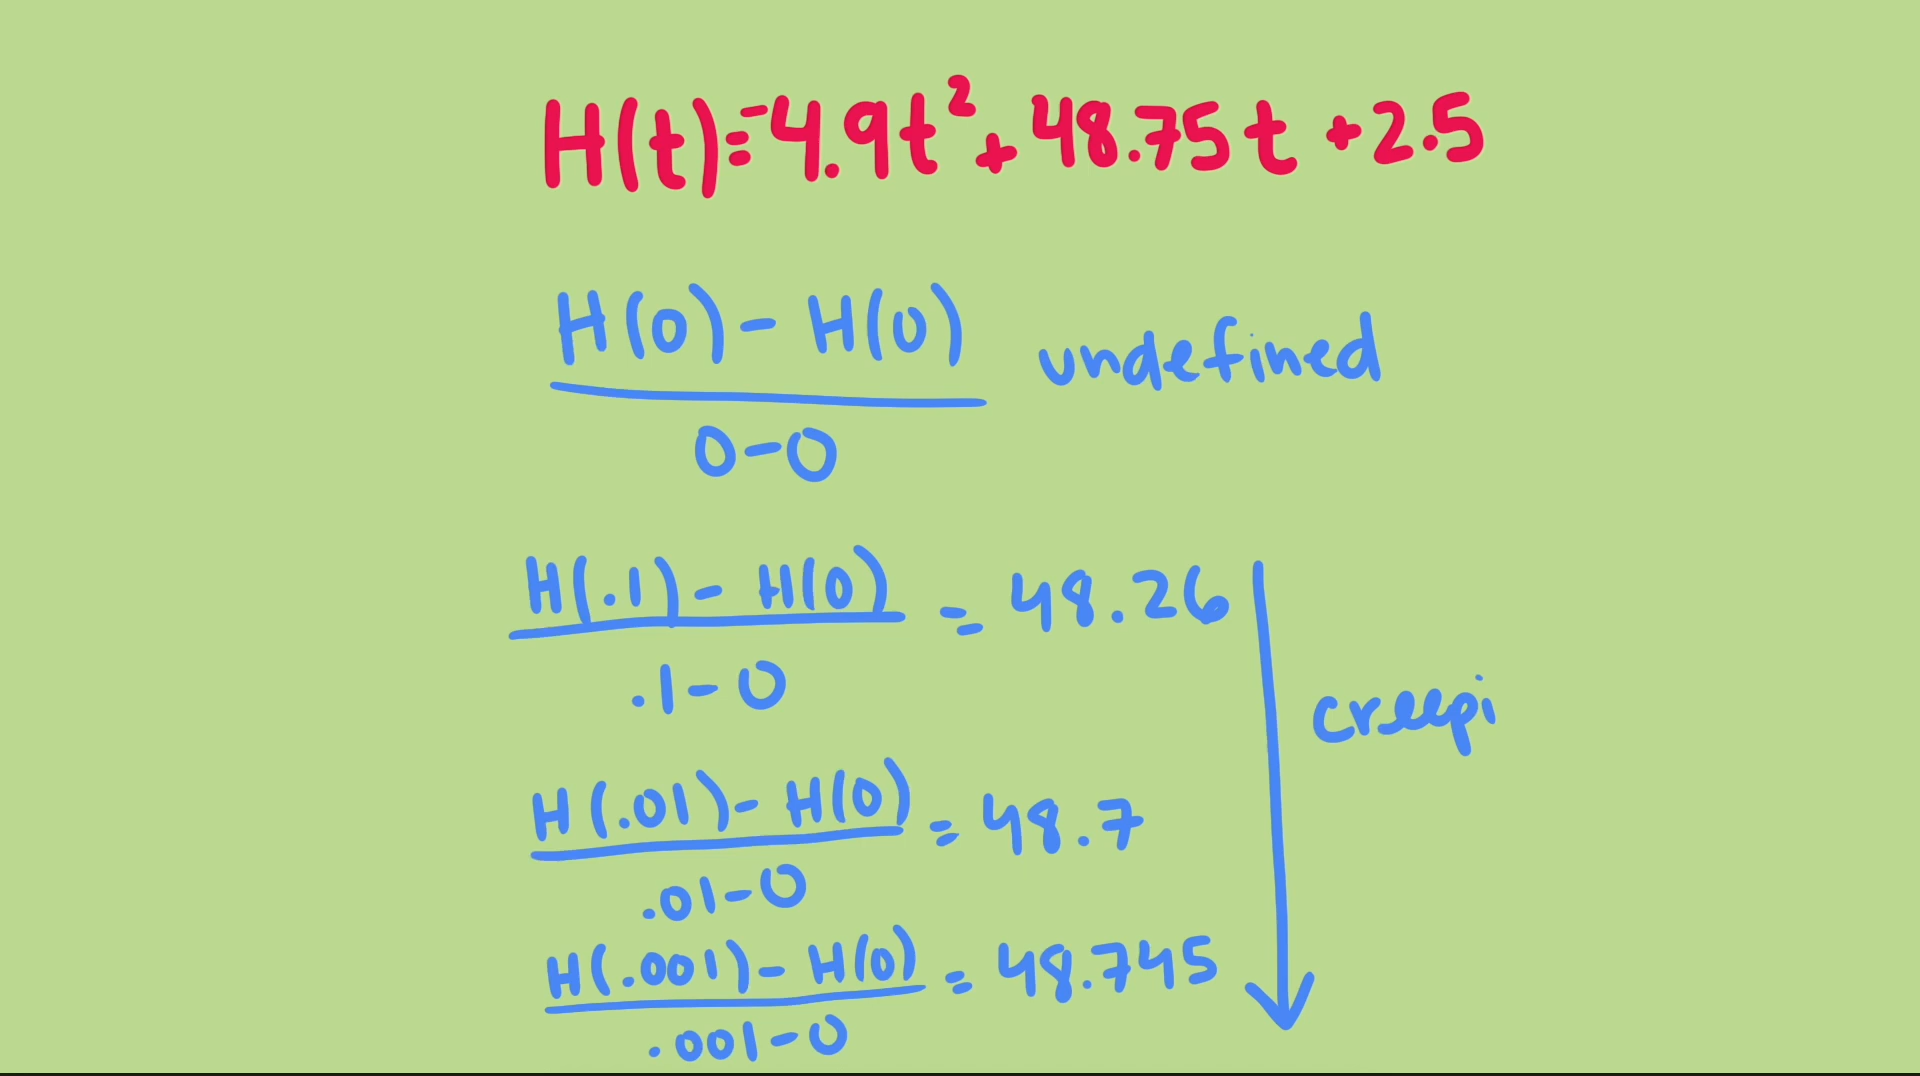 H(t)=-4.9t²+48.75t+2.5
H(0)-H(0)
undefined
0-0
H(.1)-H(0)
=48.26
.1-0
creepi
H(.01)-H(0)
=48.7
.01-0
H(.001)-H(0)
=48.745
.001-0